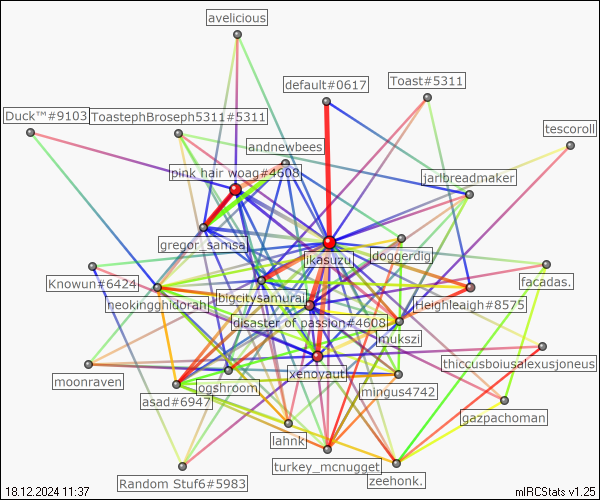 avelicious
default#0617
Toast#5311
Duck™#9103
ToastephBroseph5311#5311
tescoroll
andnewbees
pink hair woag#4608
jarlbreadmaker
gregor_samsa
ikasuzu
doggerdig
Knowun#6424
neokingghidorah
bigcitysamurai
Heighleaigh#8575
facadas.
disaster of passion#4608
mukszi
xenoyaut
thiccusboiusalexusjoneus
moonraven
ogshroom
asad#6947
mingus4742
gazpachoman
lahnk
turkey_mcnugget
zeehonk.
Random Stuf6#5983
18.12.2024 11:37
mIRCStats v1.25